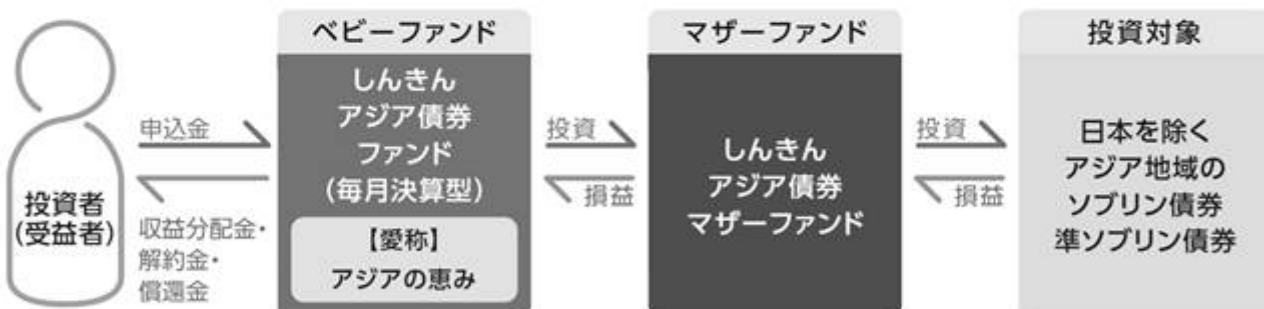 投資者
(受益者)
申込金
収益分配金・
解約金・
償還金
ベビーファンド
しんきん
アジア債券
ファンド
(毎月決算型)
【愛称】
アジアの恵み
投資
損益
マザーファンド
しんきん
アジア債券
マザーファンド
投資
損益
投資対象
日本を除く
アジア地域の
ソブリン債券
準ソブリン債券